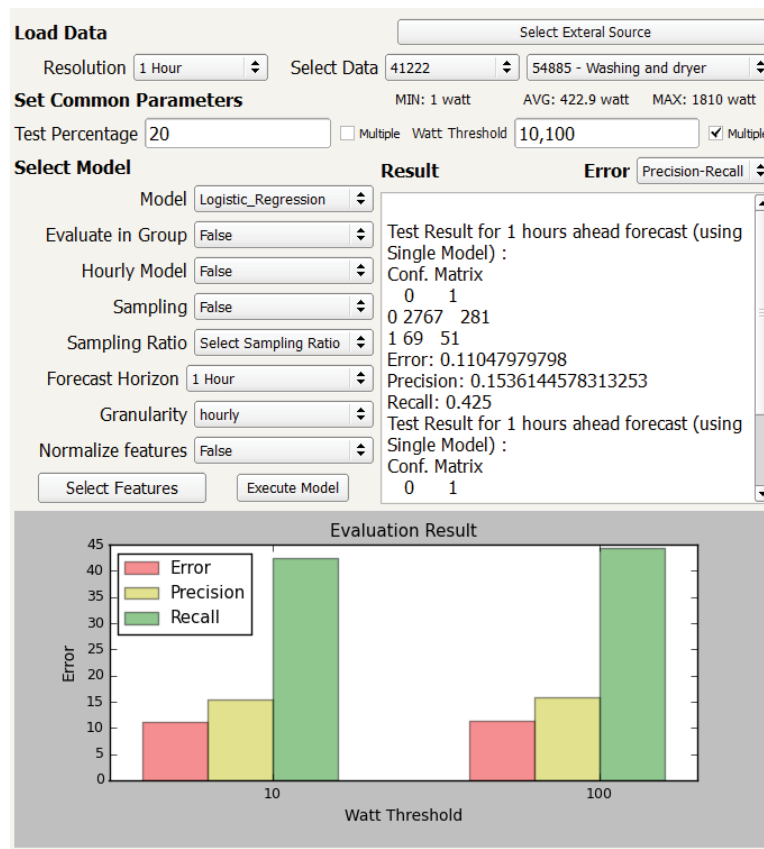 Load Data
Select Exteral Source
Resolution 1 Hour Select Data 41222 54885 - Washing and dryer
Set Common Parameters MIN: 1 watt AVG: 422.9 watt MAX: 1810 watt
Test Percentage 20 Multiple Watt Threshold 10,100 Multiple
Select Model
Result Error Precision-Recall
Model Logistic_Regression
Evaluate in Group False
Hourly Model False
Sampling False
Sampling Ratio Select Sampling Ratio
Forecast Horizon 1 Hour
Granularity hourly
Normalize features False
Select Features Execute Model
Test Result for 1 hours ahead forecast (using
Single Model) :
Conf. Matrix
0 1
0 2767 281
1 69 51
Error: 0.11047979798
Precision: 0.1536144578313253
Recall: 0.425
Test Result for 1 hours ahead forecast (using
Single Model) :
Conf. Matrix
0 1
Evaluation Result
Error
Precision
Recall
45
40
35
30
25
20
15
10
5
0
Error
10 100
Watt Threshold